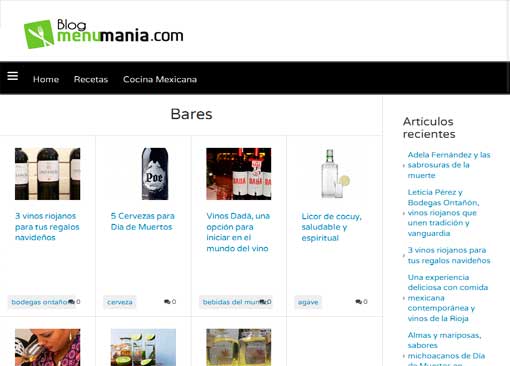 Blog
menumania.com
Home Recetas Cocina Mexicana
Bares
Poe
DADÁ
3 vinos riojanos
para tus regalos
navideños
5 Cervezas para
Día de Muertos
Vinos Dadá, una
opción para
iniciar en el
mundo del vino
Licor de cocuy,
saludable y
espiritual
bodegas ontañon 0
cerveza 0
bebidas del mundo 0
agave 0
Artículos
recientes
Adela Fernández y las
sabrosuras de la
muerte
Leticia Pérez y
Bodegas Ontañón,
vinos riojanos que
unen tradición y
vanguardia
3 vinos riojanos para
tus regalos navideños
Una experiencia
deliciosa con comida
mexicana
contemporánea y
vinos de la Rioja
Almas y mariposas,
sabores
michoacanos de Día
de Muertos en